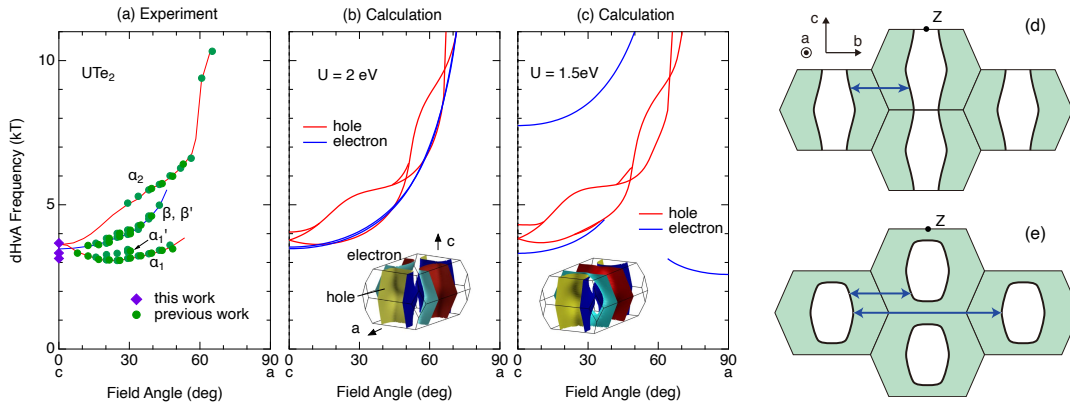 (a) Experiment
UTe2
dHvA Frequency (kT)
10
5
0
α2
β, β'
α1'
α1
this work
previous work
0
30
60
90
c
a
Field Angle (deg)
(b) Calculation
U = 2 eV
hole
electron
electron
hole
c
a
0
30
60
90
c
a
Field Angle (deg)
(c) Calculation
U = 1.5eV
hole
electron
0
30
60
90
c
a
Field Angle (deg)
(d)
c
a
b
Z
(e)
Z